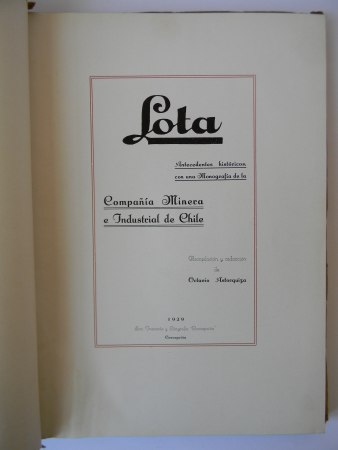 Lota
Antecedentes históricos
con una Monografía de la
Compañía Minera
e Industrial de Chile
Recopilación y redacción
de
Octavio Astorquiza
1929
Soc. Imprenta y Litografía "Concepción"
Concepción